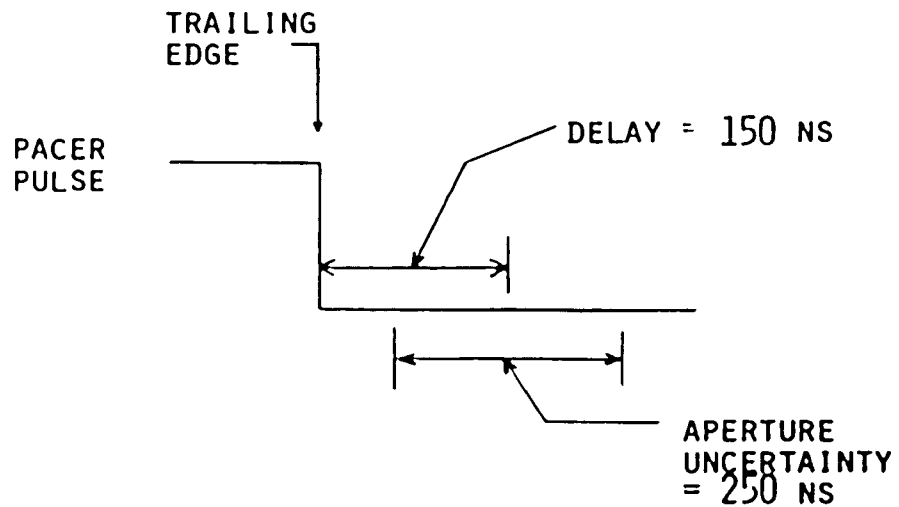 TRAILING
EDGE
PACER
PULSE
DELAY = 150 NS
APERTURE
UNCERTAINTY
= 250 NS